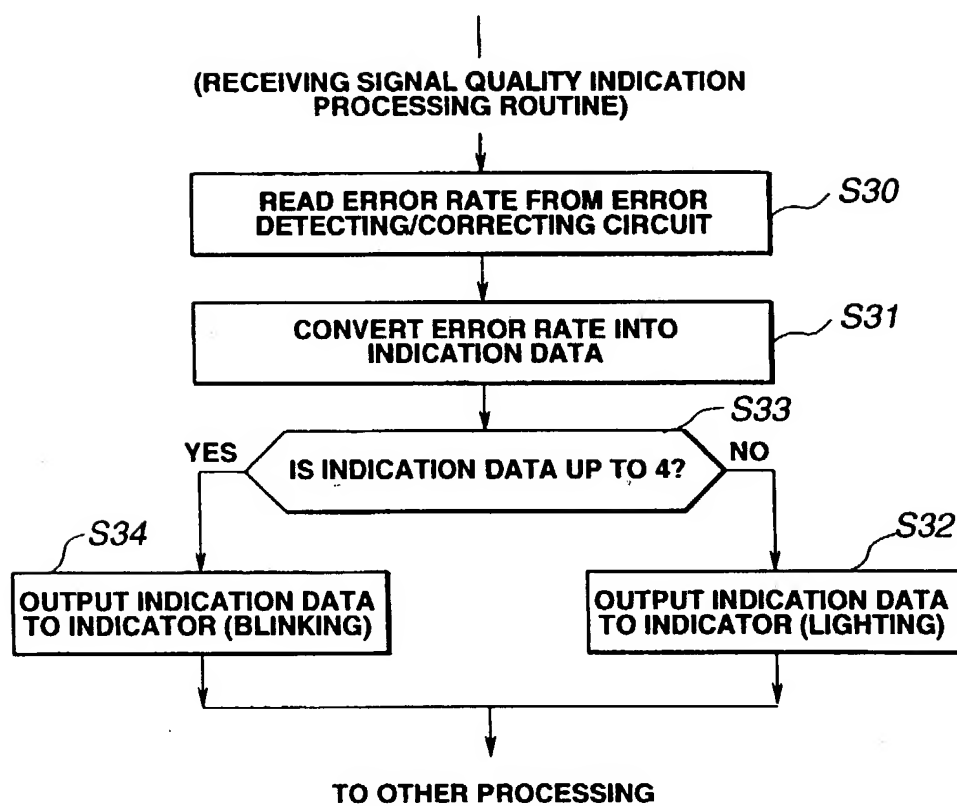 (RECEIVING SIGNAL QUALITY INDICATION
PROCESSING ROUTINE)
READ ERROR RATE FROM ERROR
DETECTING/CORRECTING CIRCUIT
S30
CONVERT ERROR RATE INTO
INDICATION DATA
S31
S33
YES
IS INDICATION DATA UP TO 4?
NO
S34
S32
OUTPUT INDICATION DATA
TO INDICATOR (BLINKING)
OUTPUT INDICATION DATA
TO INDICATOR (LIGHTING)
TO OTHER PROCESSING